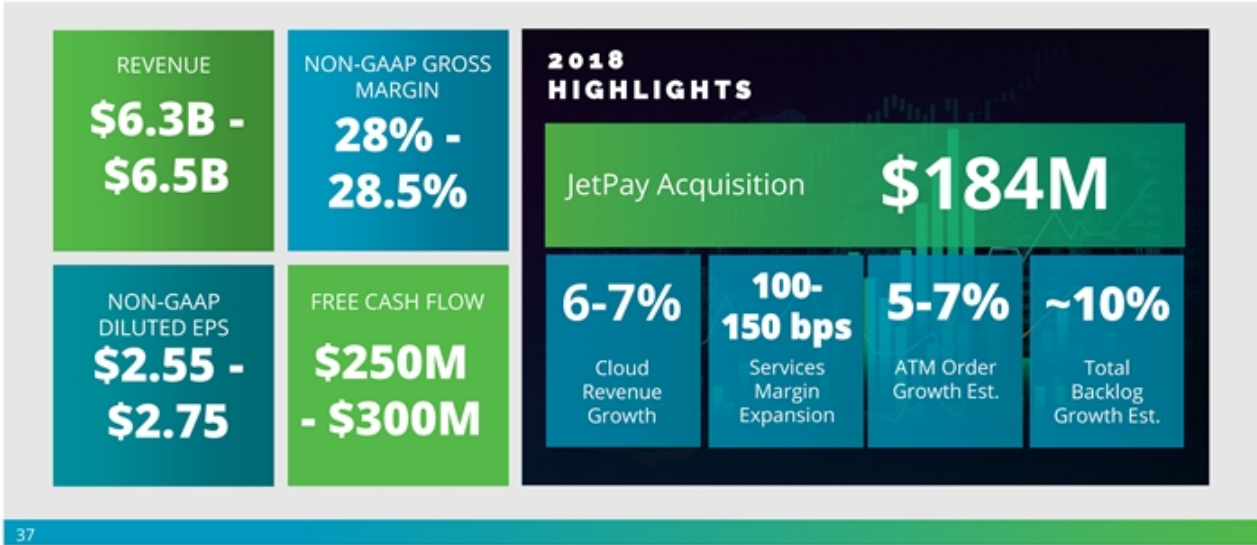 REVENUE
$6.3B -
$6.5B
NON-GAAP GROSS
MARGIN
28% -
28.5%
NON-GAAP
DILUTED EPS
$2.55 -
$2.75
FREE CASH FLOW
$250M
- $300M
2018
HIGHLIGHTS
JetPay Acquisition $184M
6-7%
Cloud
Revenue
Growth
100-
150 bps
Services
Margin
Expansion
5-7%
ATM Order
Growth Est.
~10%
Total
Backlog
Growth Est.
37